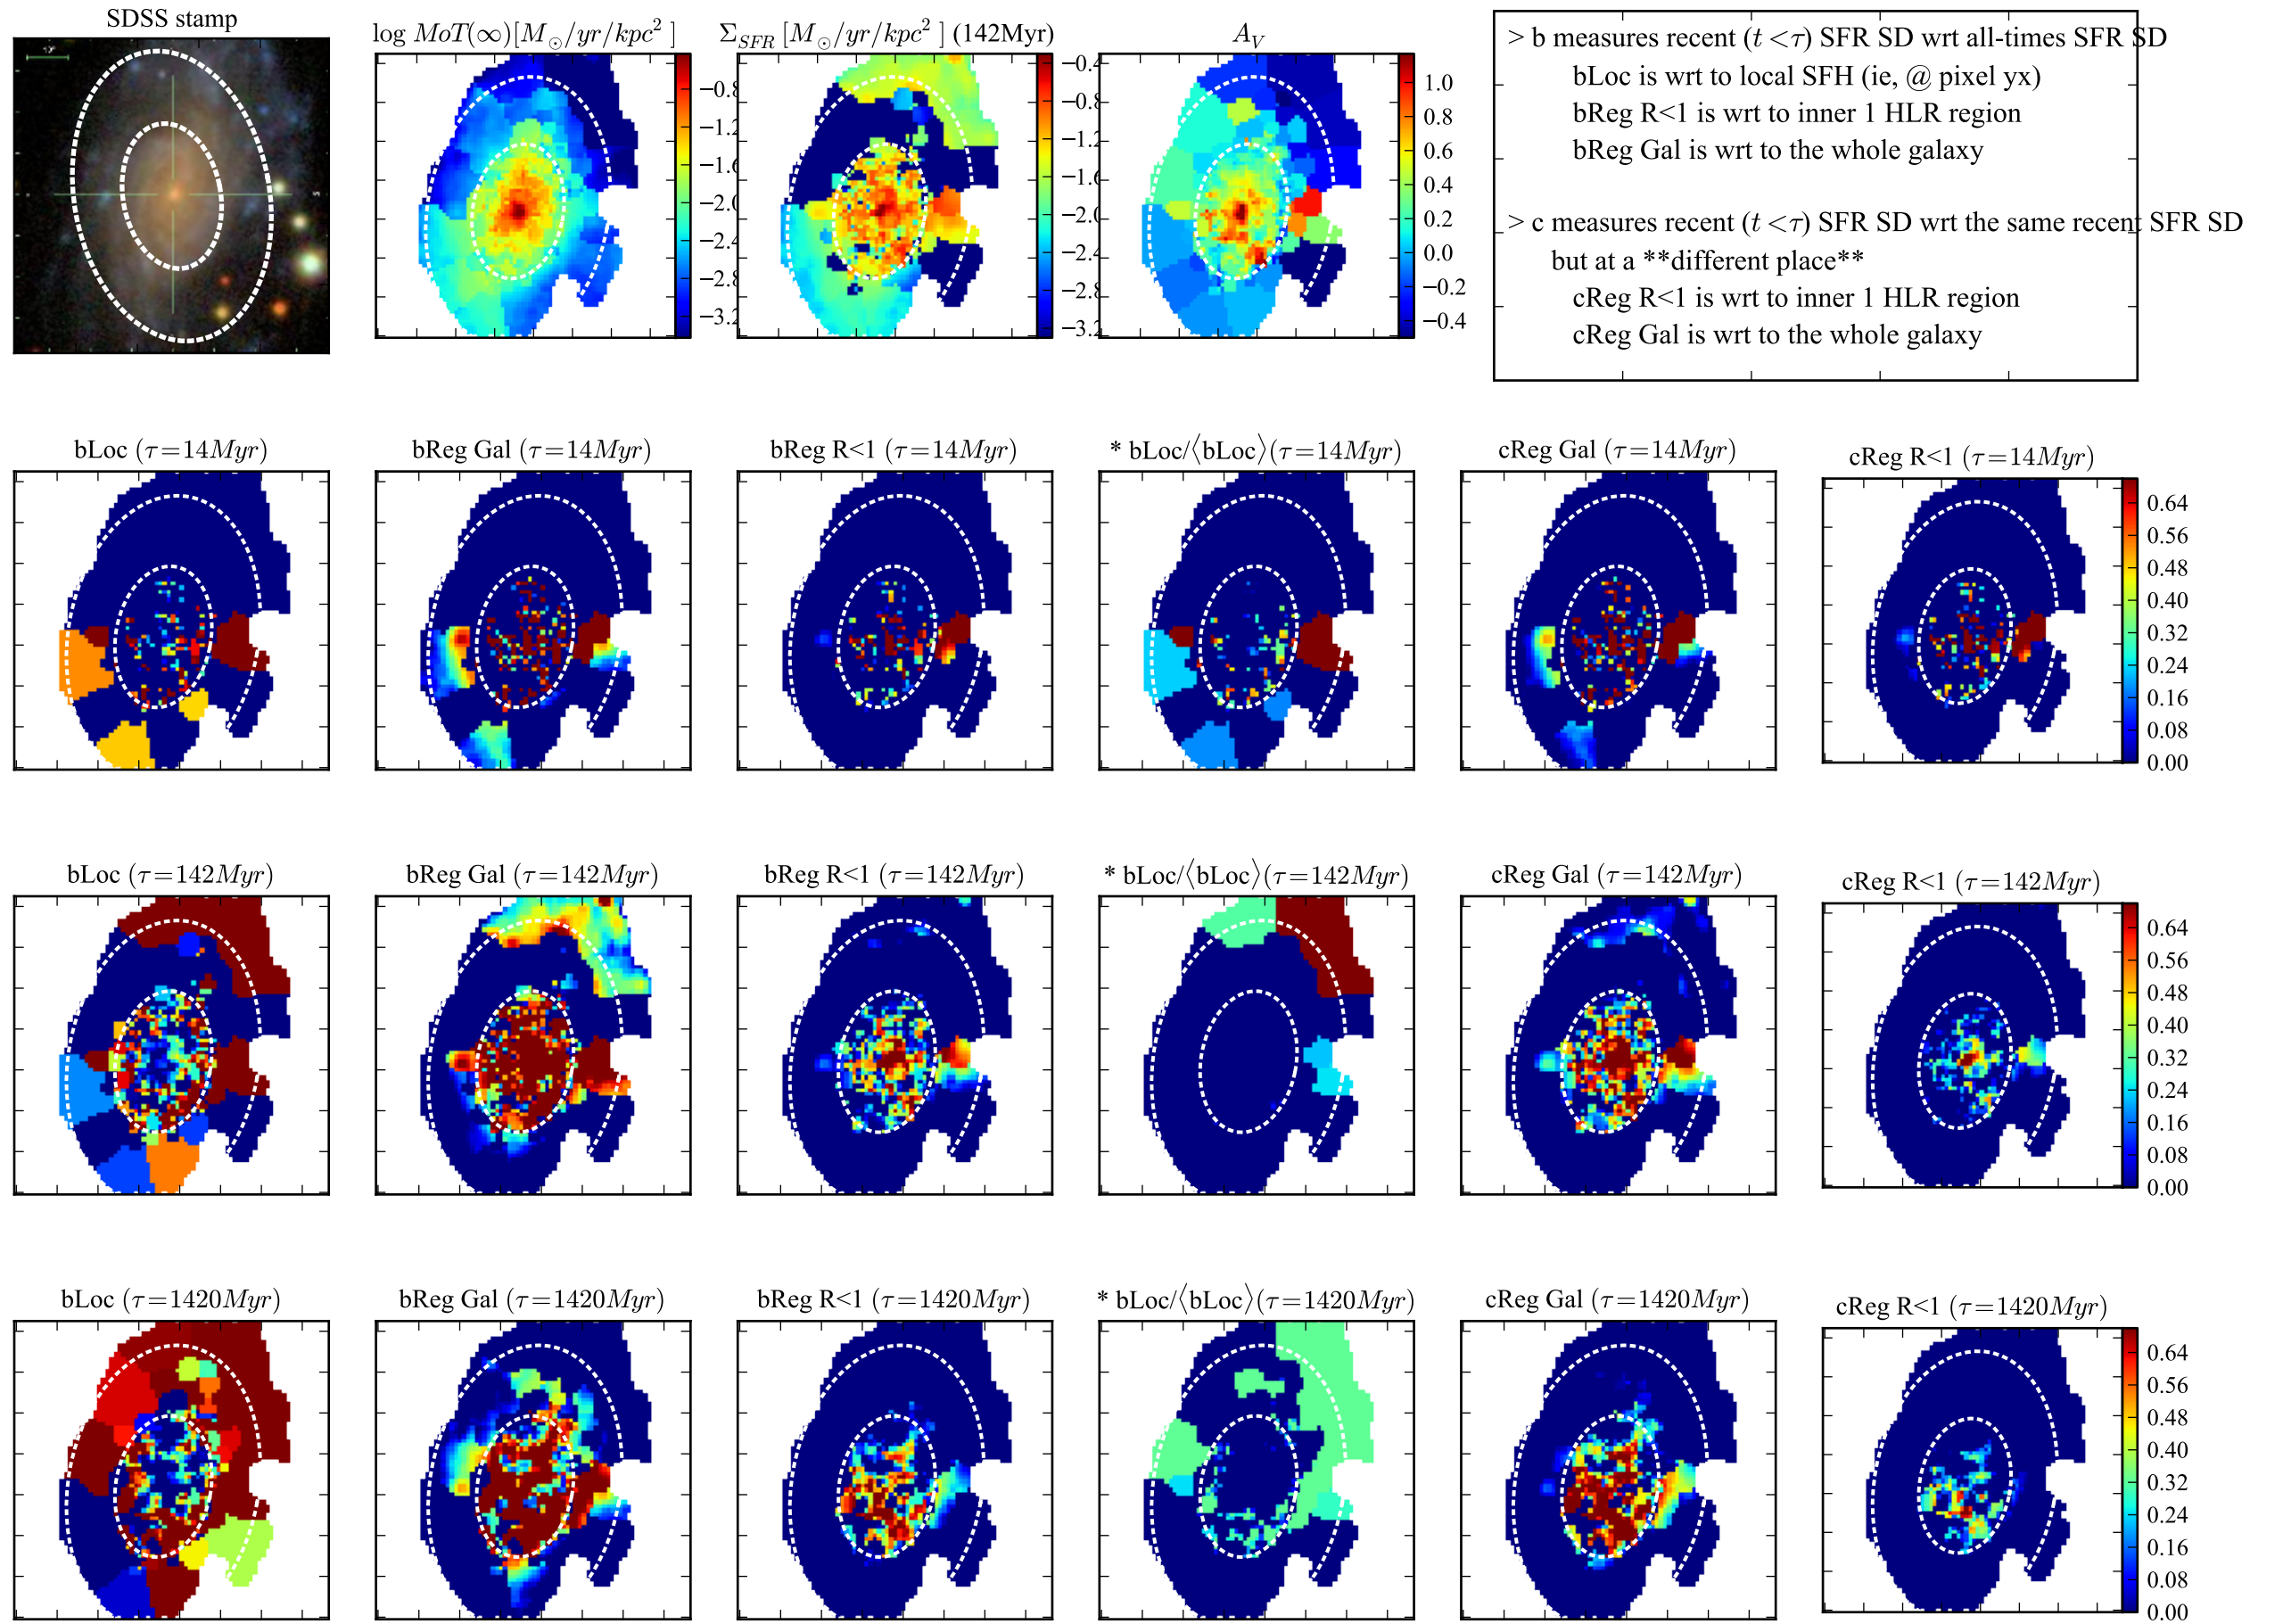 SDSS stamp
log MoT(∞)[M⊙/yr/kpc² ]
Σ_SFR [M⊙/yr/kpc² ] (142Myr)
A_V
> b measures recent (t <τ) SFR SD wrt all-times SFR SD
bLoc is wrt to local SFH (ie, @ pixel yx)
bReg R<1 is wrt to inner 1 HLR region
bReg Gal is wrt to the whole galaxy
> c measures recent (t <τ) SFR SD wrt the same recent SFR SD
but at a **different place**
cReg R<1 is wrt to inner 1 HLR region
cReg Gal is wrt to the whole galaxy
−0.8
−1.2
−1.6
−2.0
−2.4
−2.8
−3.2
−0.4
−0.8
−1.2
−1.6
−2.0
−2.4
−2.8
−3.2
1.0
0.8
0.6
0.4
0.2
0.0
−0.2
−0.4
bLoc (τ=14Myr)
bReg Gal (τ=14Myr)
bReg R<1 (τ=14Myr)
* bLoc/⟨bLoc⟩(τ=14Myr)
cReg Gal (τ=14Myr)
cReg R<1 (τ=14Myr)
0.64
0.56
0.48
0.40
0.32
0.24
0.16
0.08
0.00
bLoc (τ=142Myr)
bReg Gal (τ=142Myr)
bReg R<1 (τ=142Myr)
* bLoc/⟨bLoc⟩(τ=142Myr)
cReg Gal (τ=142Myr)
cReg R<1 (τ=142Myr)
0.64
0.56
0.48
0.40
0.32
0.24
0.16
0.08
0.00
bLoc (τ=1420Myr)
bReg Gal (τ=1420Myr)
bReg R<1 (τ=1420Myr)
* bLoc/⟨bLoc⟩(τ=1420Myr)
cReg Gal (τ=1420Myr)
cReg R<1 (τ=1420Myr)
0.64
0.56
0.48
0.40
0.32
0.24
0.16
0.08
0.00